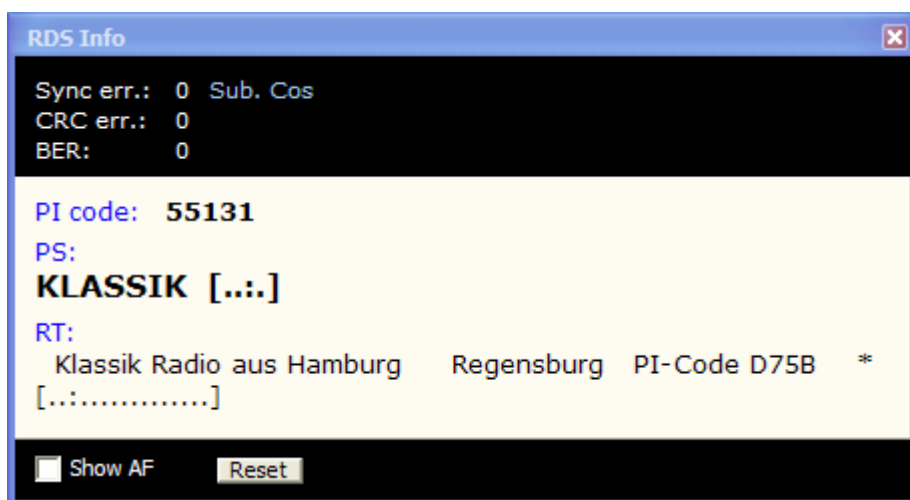 RDS Info
Sync err.: 0 Sub. Cos
CRC err.: 0
BER: 0
PI code: 55131
PS:
KLASSIK [..:.]
RT:
Klassik Radio aus Hamburg Regensburg PI-Code D75B *
[..:.............]
Show AF Reset